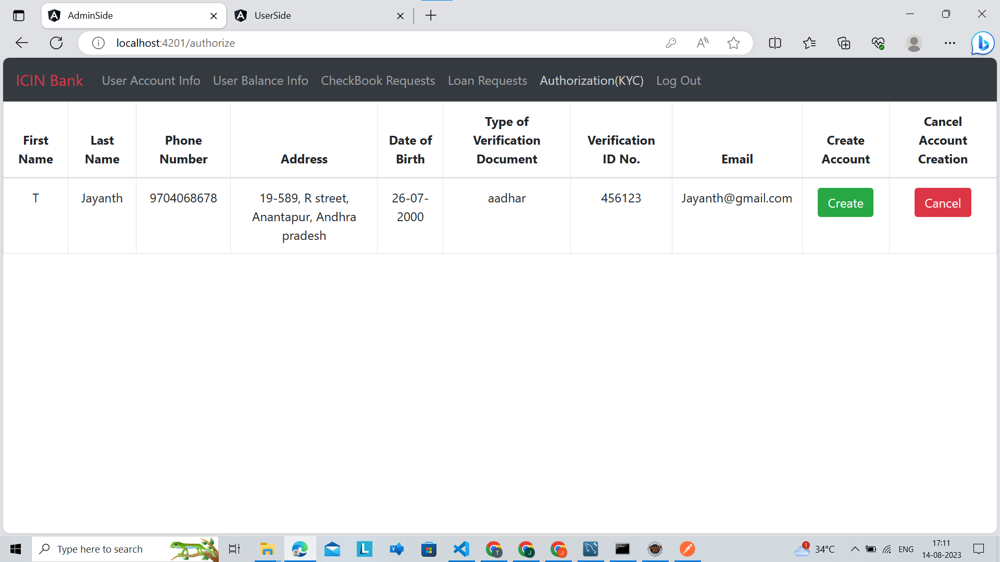 AdminSide
UserSide
localhost:4201/authorize
ICIN Bank User Account Info User Balance Info CheckBook Requests Loan Requests Authorization(KYC) Log Out
First Name
Last Name
Phone Number
Address
Date of Birth
Type of Verification Document
Verification ID No.
Email
Create Account
Cancel Account Creation
T
Jayanth
9704068678
19-589, R street,
Anantapur, Andhra
pradesh
26-07-
2000
aadhar
456123
Jayanth@gmail.com
Create
Cancel
Type here to search
1
34°C
ENG
17:11
14-08-2023